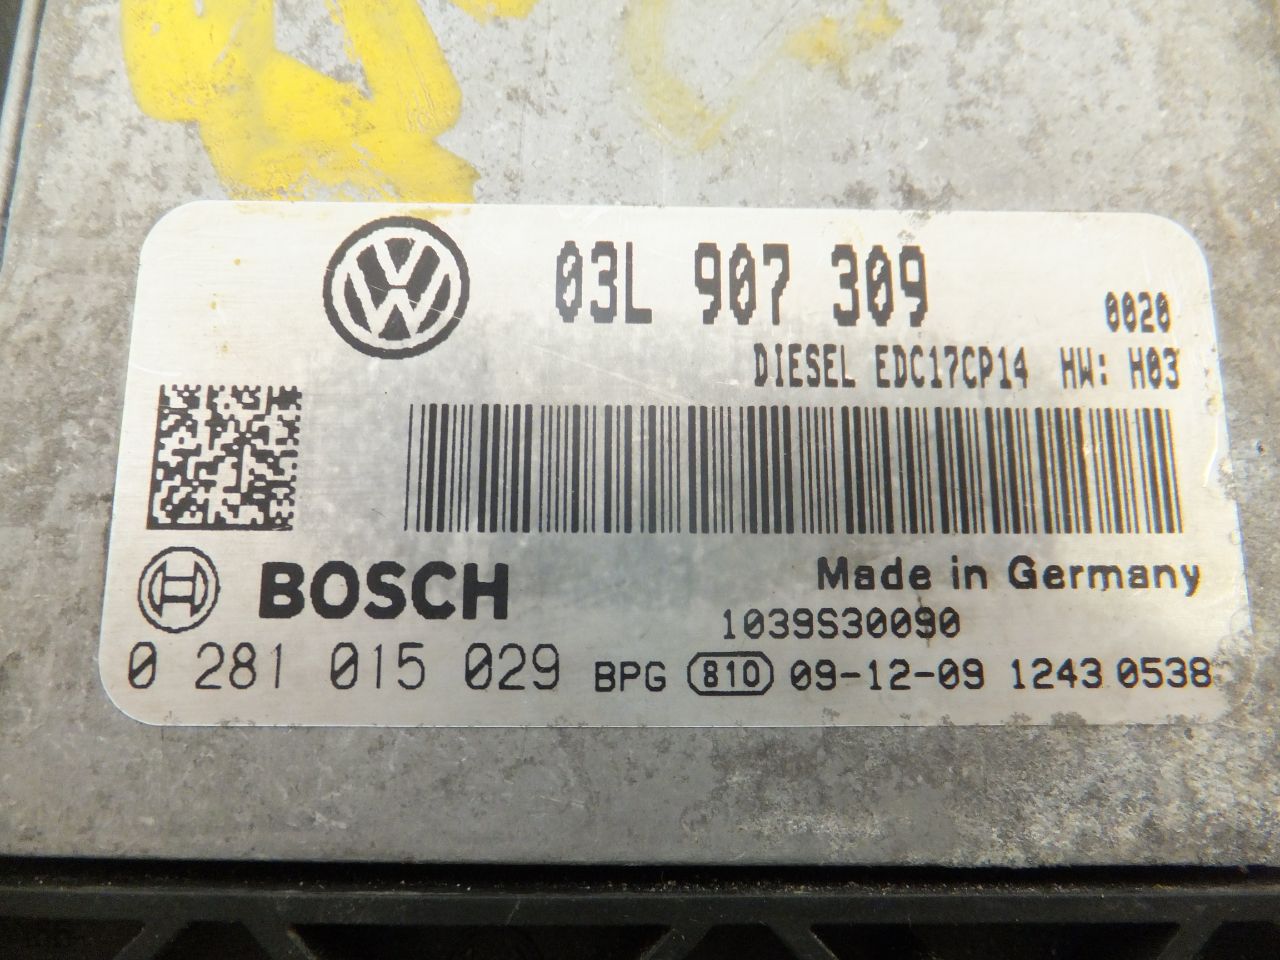 03L 907 309
0020
DIESEL EDC17CP14 HW: H03
BOSCH
Made in Germany
1039S30090
0 281 015 029 BPG 810 09-12-09 1243 0538